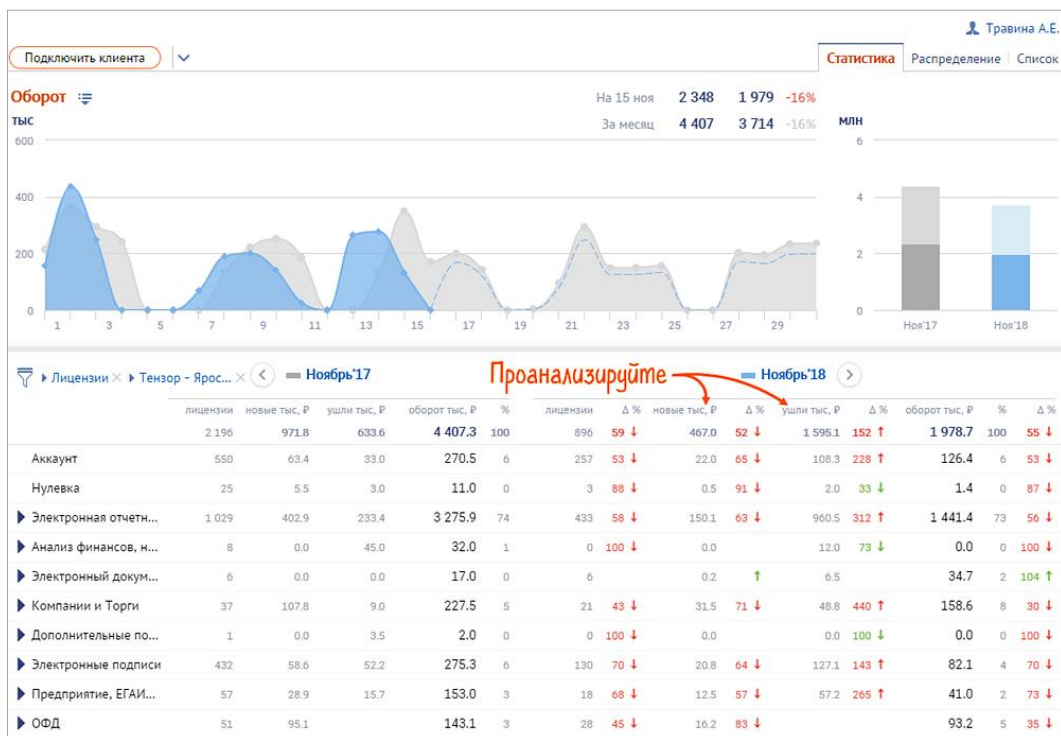 Травина А.Е.
Подключить клиента
Статистика Распределение Список
Оборот На 15 ноя 2 348 1 979 -16%
тыс За месяц 4 407 3 714 -16% млн
600 6
400 4
200 2
0 0
1 3 5 7 9 11 13 15 17 19 21 23 25 27 29 Ноя'17 Ноя'18
Лицензии × Тензор - Ярос... × < Ноябрь'17 Проанализируйте Ноябрь'18 >
лицензии новые тыс, ₽ ушли тыс, ₽ оборот тыс, ₽ % лицензии Δ % новые тыс, ₽ Δ % ушли тыс, ₽ Δ % оборот тыс, ₽ % Δ %
2 196 971.8 633.6 4 407.3 100 896 59 ↓ 467.0 52 ↓ 1 595.1 152 ↑ 1 978.7 100 55 ↓
Аккаунт 550 63.4 33.0 270.5 6 257 53 ↓ 22.0 65 ↓ 108.3 228 ↑ 126.4 6 53 ↓
Нулевка 25 5.5 3.0 11.0 0 3 88 ↓ 0.5 91 ↓ 2.0 33 ↓ 1.4 0 87 ↓
Электронная отчетн... 1 029 402.9 233.4 3 275.9 74 433 58 ↓ 150.1 63 ↓ 960.5 312 ↑ 1 441.4 73 56 ↓
Анализ финансов, н... 8 0.0 45.0 32.0 1 0 100 ↓ 0.0 12.0 73 ↓ 0.0 0 100 ↓
Электронный докум... 6 0.0 0.0 17.0 0 6 0.2 ↑ 6.5 34.7 2 104 ↑
Компании и Торги 37 107.8 9.0 227.5 5 21 43 ↓ 31.5 71 ↓ 48.8 440 ↑ 158.6 8 30 ↓
Дополнительные по... 1 0.0 3.5 2.0 0 0 100 ↓ 0.0 0.0 100 ↓ 0.0 0 100 ↓
Электронные подписи 432 58.6 52.2 275.3 6 130 70 ↓ 20.8 64 ↓ 127.1 143 ↑ 82.1 4 70 ↓
Предприятие, ЕГАИ... 57 28.9 15.7 153.0 3 18 68 ↓ 12.5 57 ↓ 57.2 265 ↑ 41.0 2 73 ↓
ОФД 51 95.1 143.1 3 28 45 ↓ 16.2 83 ↓ 93.2 5 35 ↓